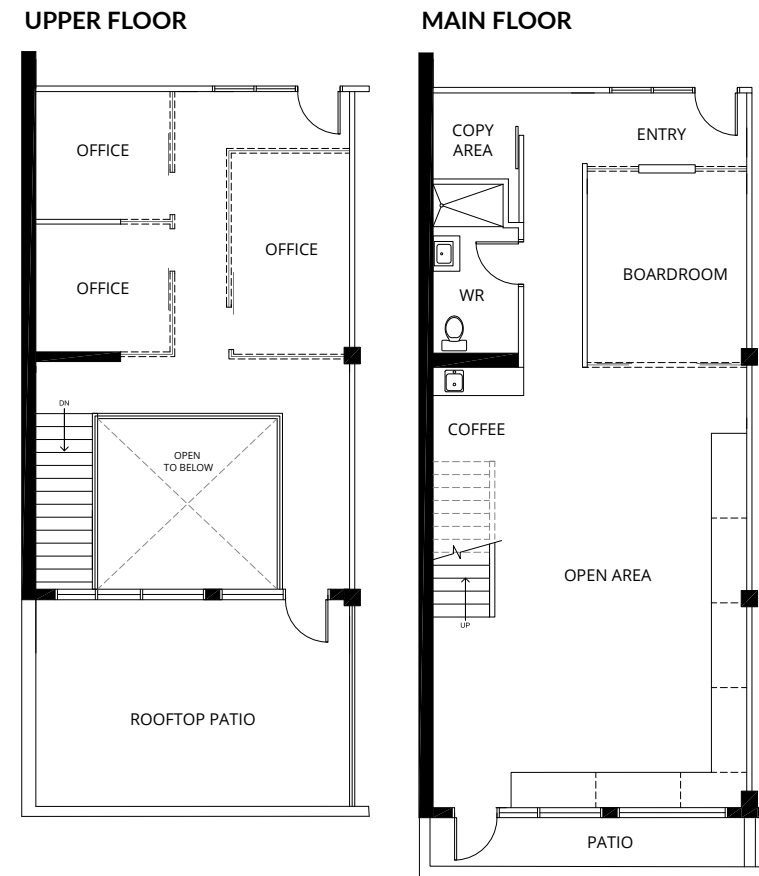 UPPER FLOOR
OFFICE
OFFICE
OFFICE
DN
OPEN
TO BELOW
ROOFTOP PATIO
MAIN FLOOR
COPY
AREA
ENTRY
BOARDROOM
WR
COFFEE
OPEN AREA
UP
PATIO